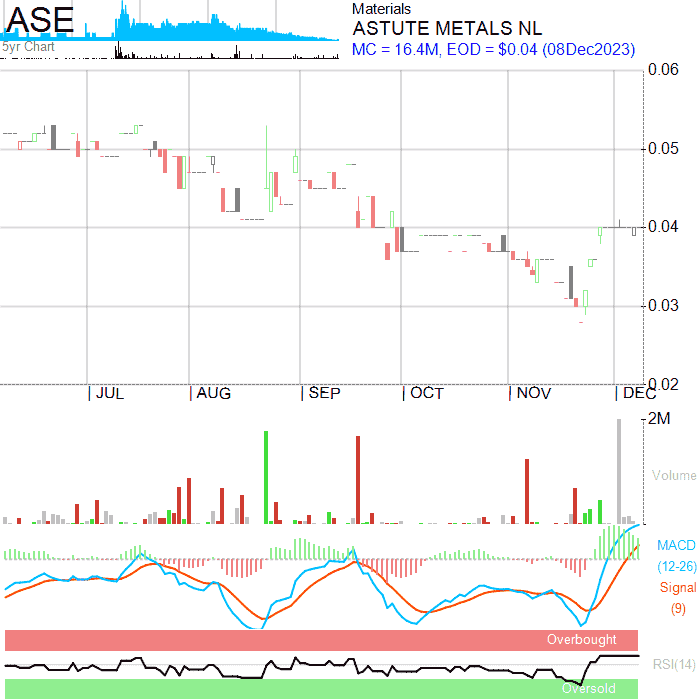 ASE
5yr Chart
Materials
ASTUTE METALS NL
MC = 16.4M, EOD = $0.04 (08Dec2023)
0.06
0.05
0.04
0.03
0.02
JUL AUG SEP OCT NOV DEC
2M
Volume
MACD
(12-26)
Signal
(9)
Overbought
RSI(14)
Oversold